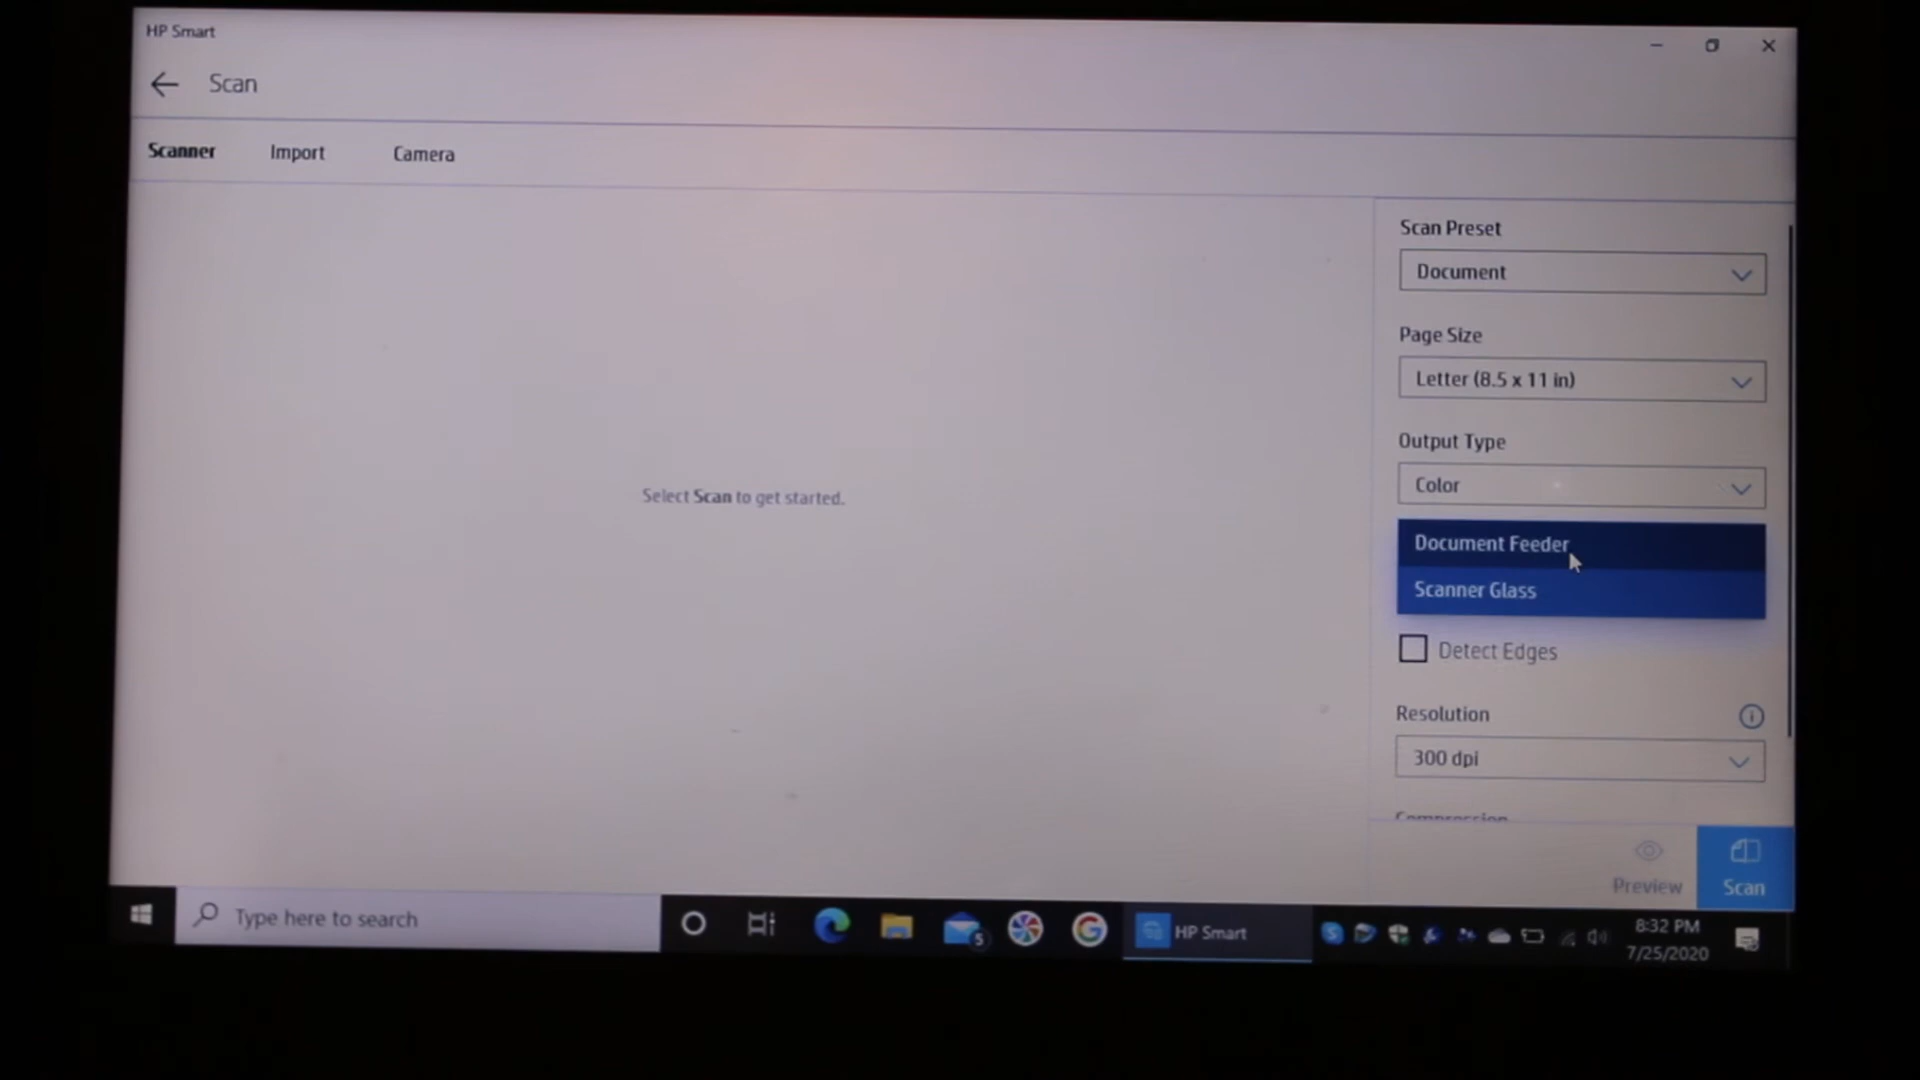 HP Smart
Scan
Scanner Import Camera
Scan Preset
Document
Page Size
Letter (8.5 x 11 in)
Output Type
Color
Select Scan to get started.
Document Feeder
Scanner Glass
Detect Edges
Resolution
300 dpi
Compression
Preview
Scan
Type here to search
5
HP Smart
8:32 PM
7/25/2020